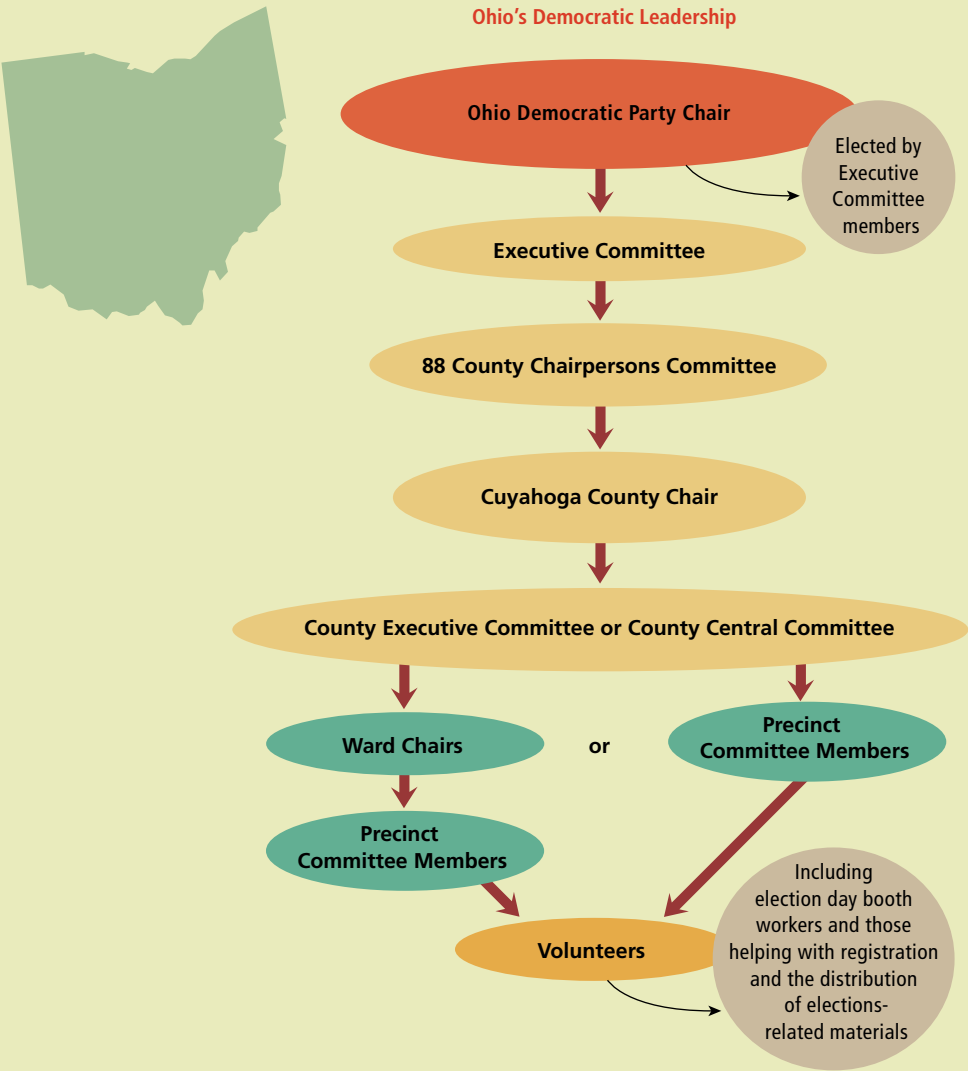 Ohio's Democratic Leadership
Ohio Democratic Party Chair
Elected by
Executive
Committee
members
Executive Committee
88 County Chairpersons Committee
Cuyahoga County Chair
County Executive Committee or County Central Committee
Ward Chairs
or
Precinct
Committee Members
Precinct
Committee Members
Volunteers
Including
election day booth
workers and those
helping with registration
and the distribution
of elections-
related materials